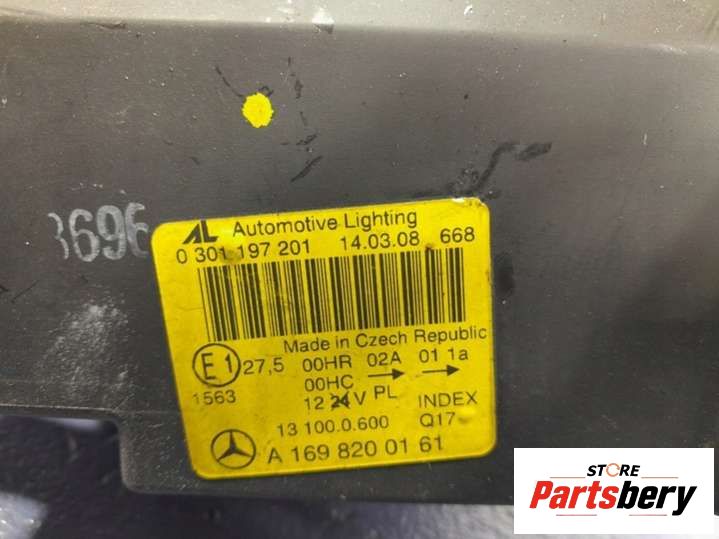 3696
AL Automotive Lighting
0 301 197 201 14.03.08 668
Made in Czech Republic
E1 27,5 00HR 02A 01 1a
1563 00HC
12 24 V PL INDEX
13 100.0.600 Q17
A 169 820 01 61
STORE
Partsbery